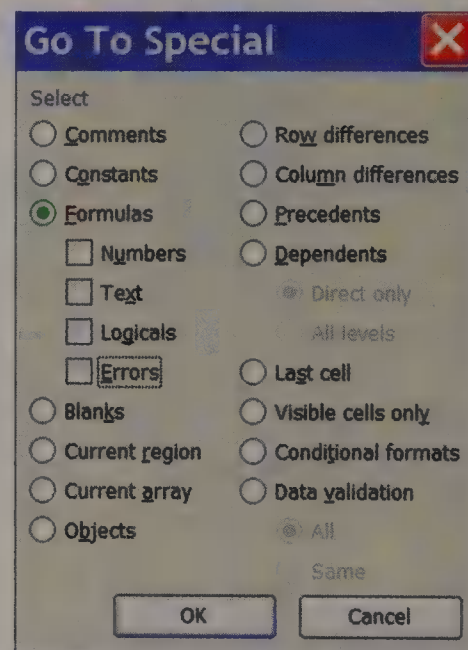 Go To Special
Select
Comments
Constants
Formulas
Numbers
Text
Logicals
Errors
Blanks
Current region
Current array
Objects
Row differences
Column differences
Precedents
Dependents
Direct only
All levels
Last cell
Visible cells only
Conditional formats
Data validation
All
Same
OK
Cancel